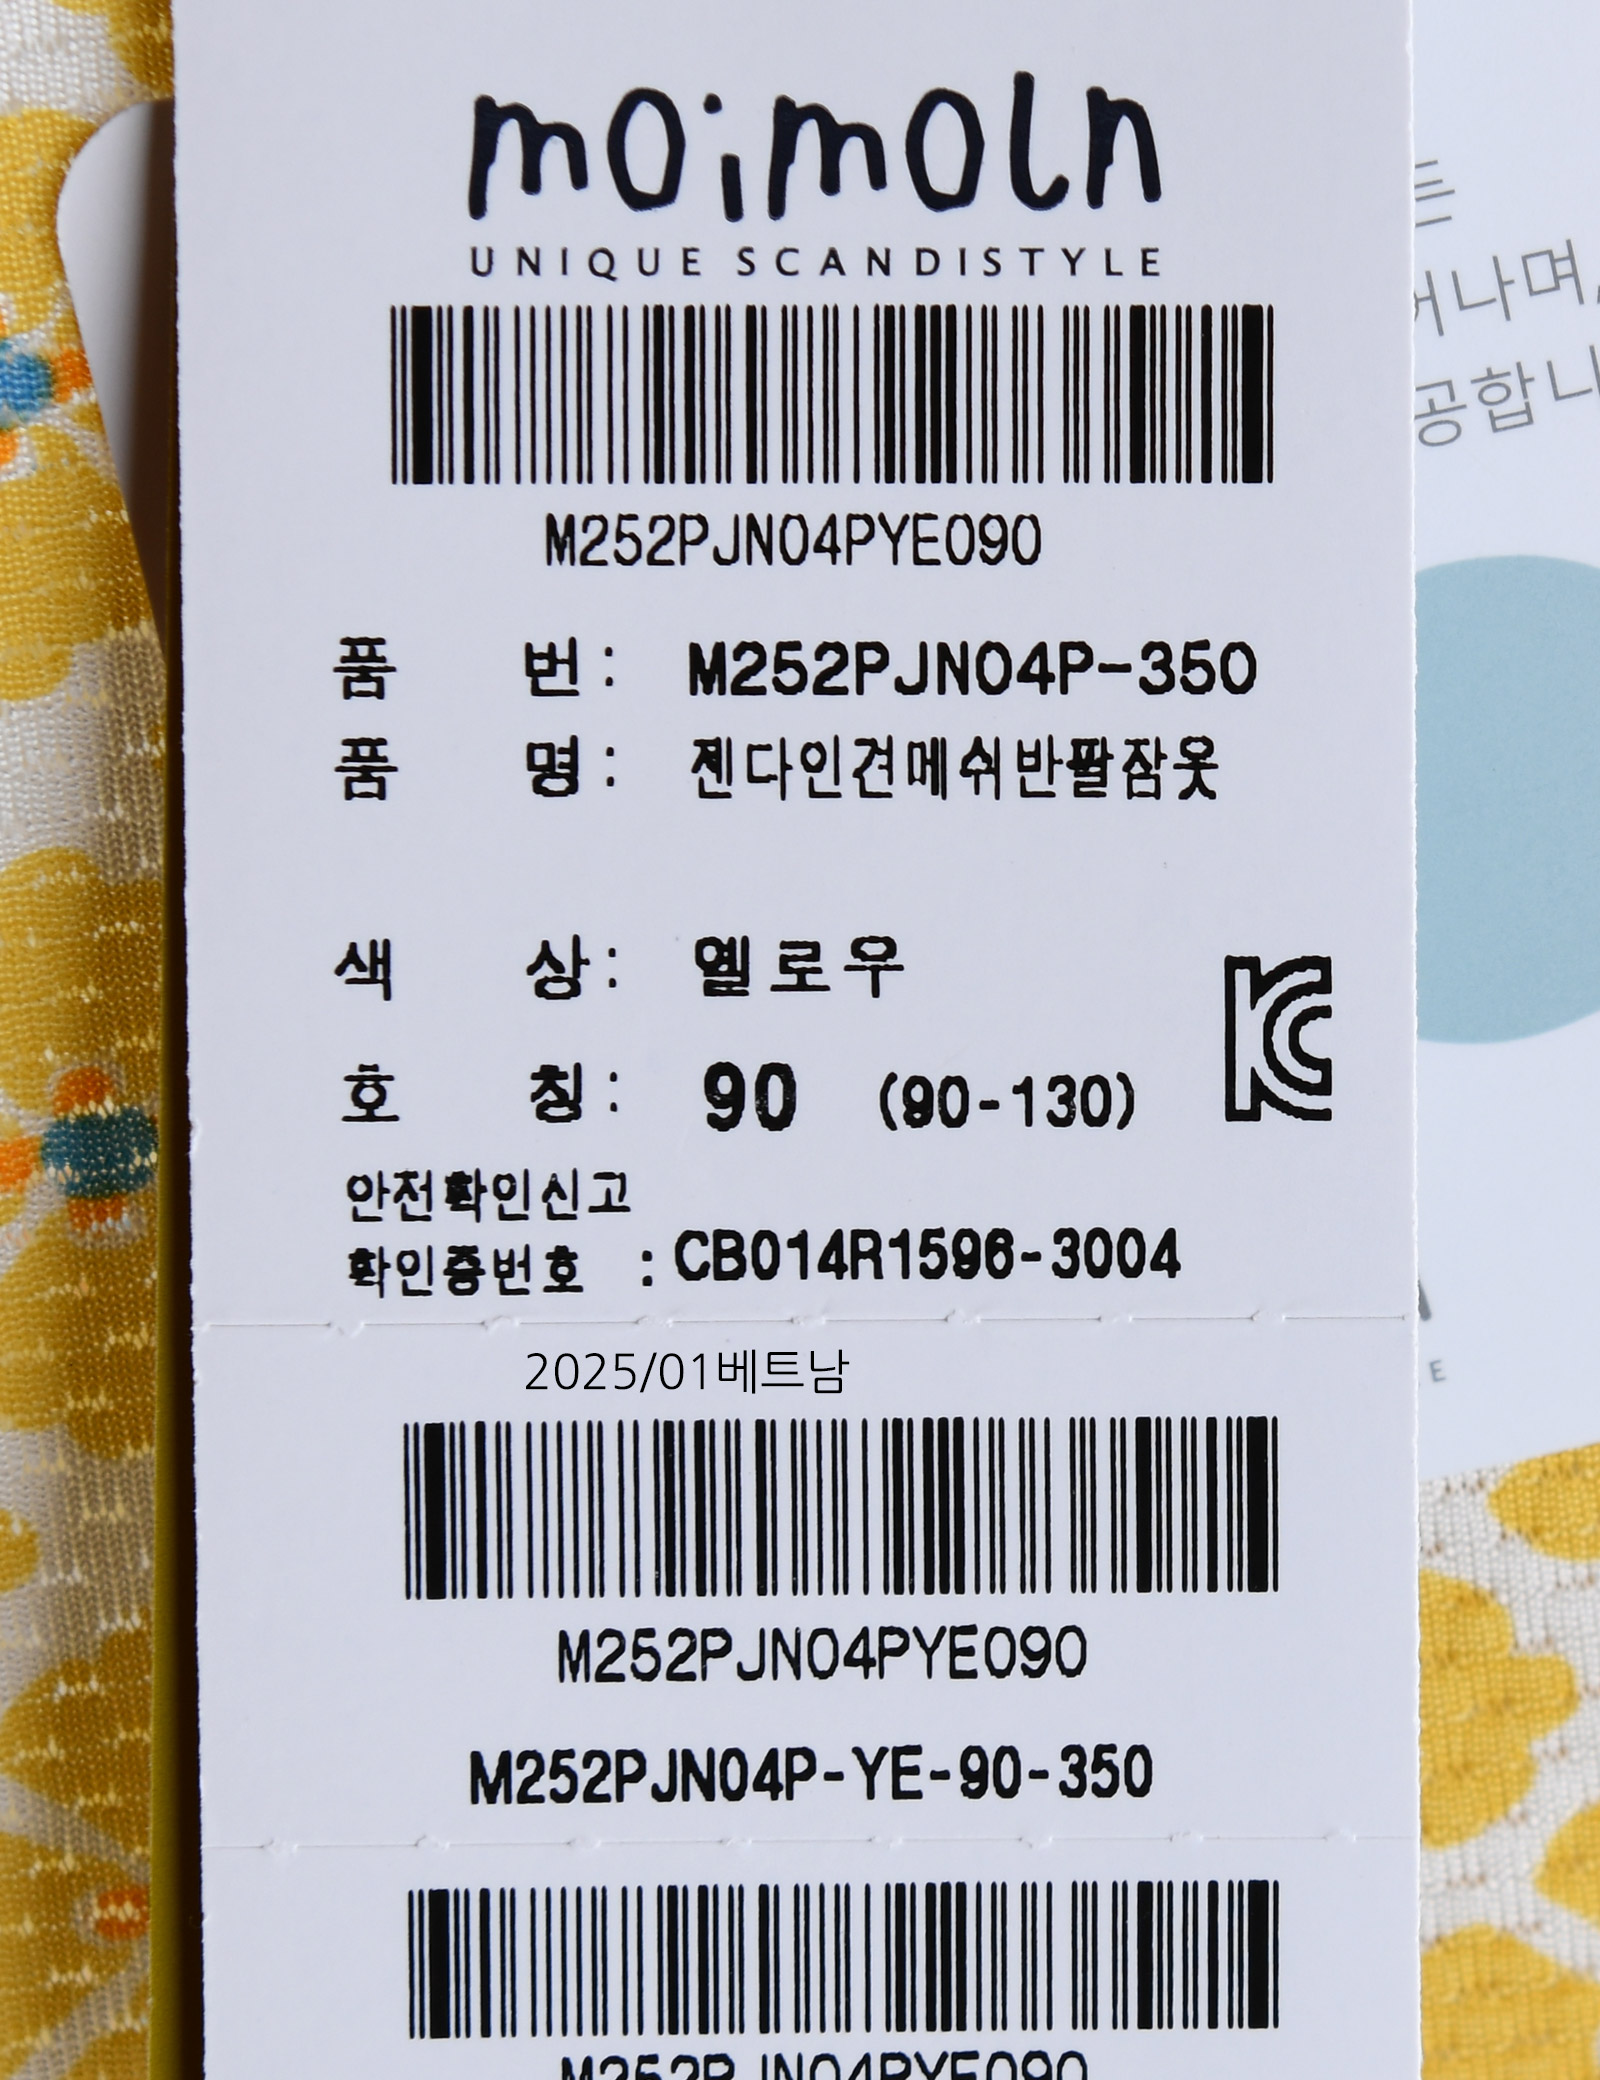 moimoln
UNIQUE SCANDISTYLE
M252PJN04PYE090
품 번: M252PJN04P-350
품 명: 젠다인견메쉬반팔잠옷
색 상: 옐로우
호 칭: 90 (90-130)
안전확인신고
확인증번호 : CB014R1596-3004
2025/01베트남
M252PJN04PYE090
M252PJN04P-YE-90-350
M252PJN04PYE090